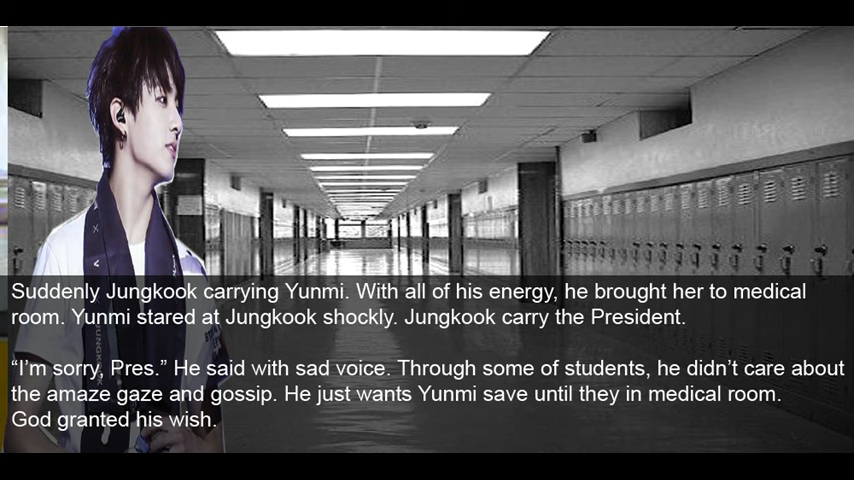 Suddenly Jungkook carrying Yunmi. With all of his energy, he brought her to medical
room. Yunmi stared at Jungkook shockly. Jungkook carry the President.
“I’m sorry, Pres.” He said with sad voice. Through some of students, he didn’t care about
the amaze gaze and gossip. He just wants Yunmi save until they in medical room.
God granted his wish.